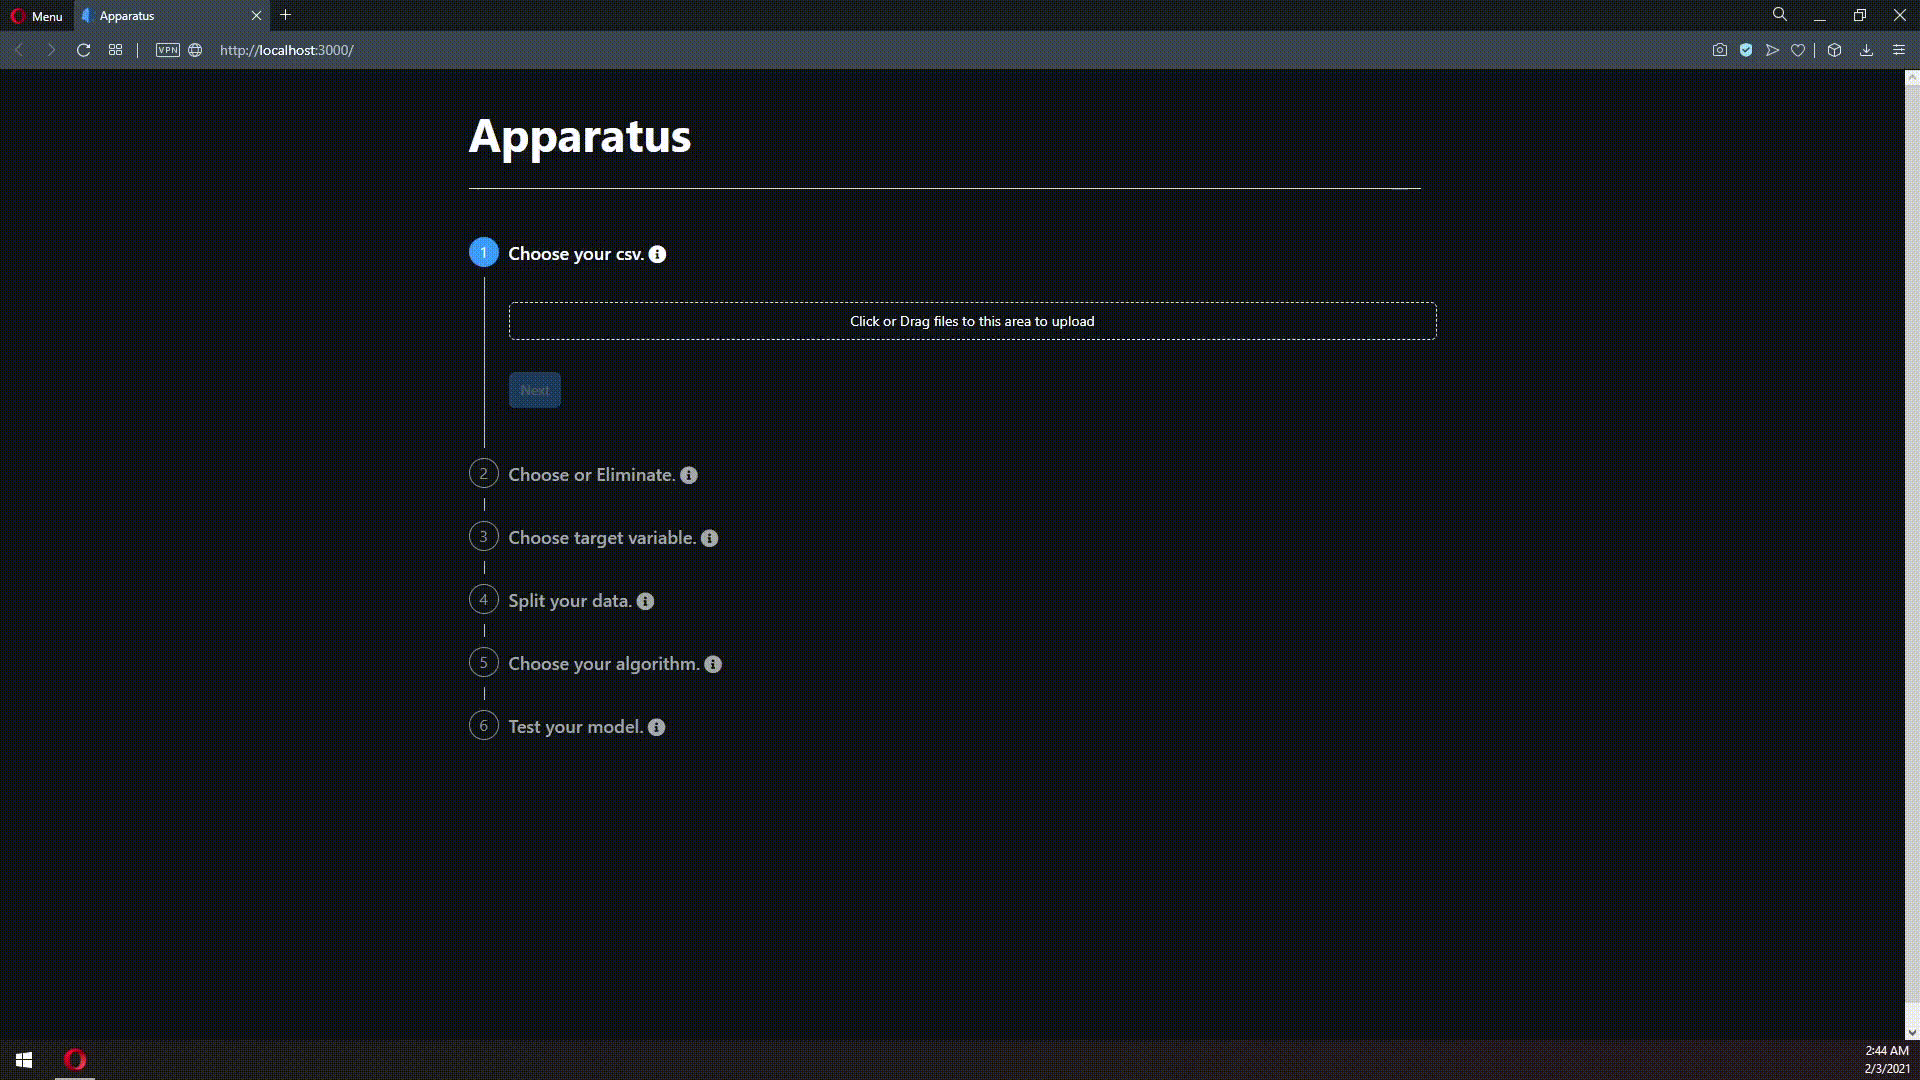 Menu
Apparatus
VPN
http://localhost:3000/
Apparatus
1 Choose your csv.
Click or Drag files to this area to upload
Next
2 Choose or Eliminate.
3 Choose target variable.
4 Split your data.
5 Choose your algorithm.
6 Test your model.
2:44 AM
2/3/2021